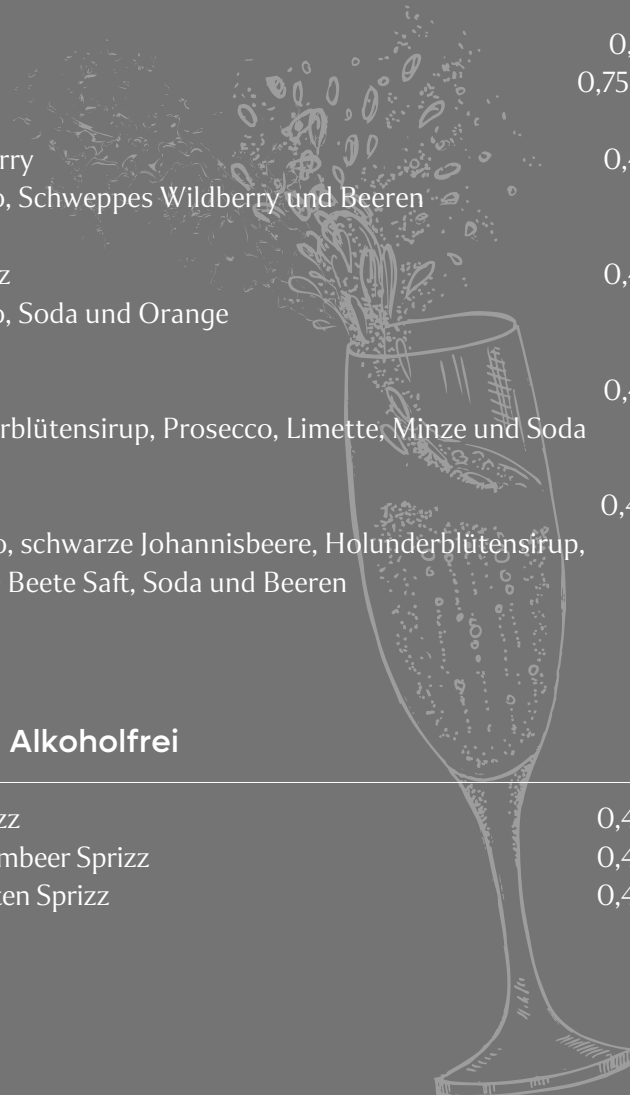 0,
0,75
rry 0,4
o, Schweppes Wildberry und Beeren
z 0,4
o, Soda und Orange
0,4
rblütensirup, Prosecco, Limette, Minze und Soda
0,4
o, schwarze Johannisbeere, Holunderblütensirup,
Beete Saft, Soda und Beeren
Alkoholfrei
zz 0,4
mbeer Sprizz 0,4
ten Sprizz 0,4